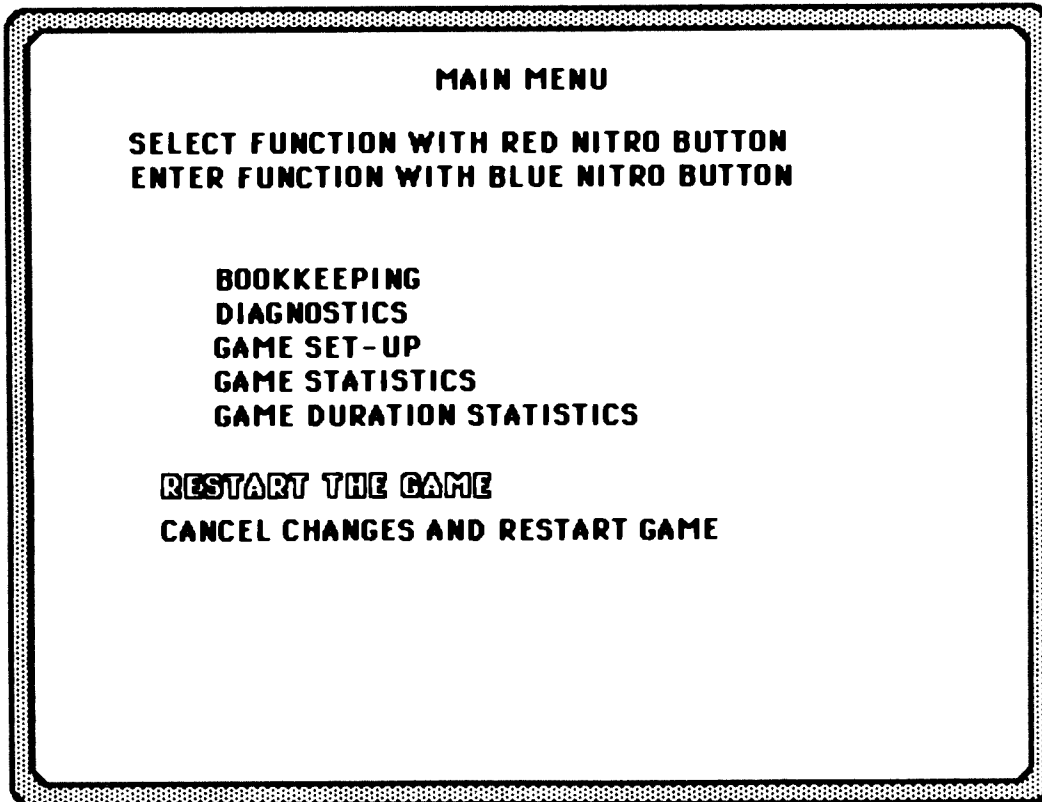 MAIN MENU
SELECT FUNCTION WITH RED NITRO BUTTON
ENTER FUNCTION WITH BLUE NITRO BUTTON
BOOKKEEPING
DIAGNOSTICS
GAME SET-UP
GAME STATISTICS
GAME DURATION STATISTICS
RESTART THE GAME
CANCEL CHANGES AND RESTART GAME